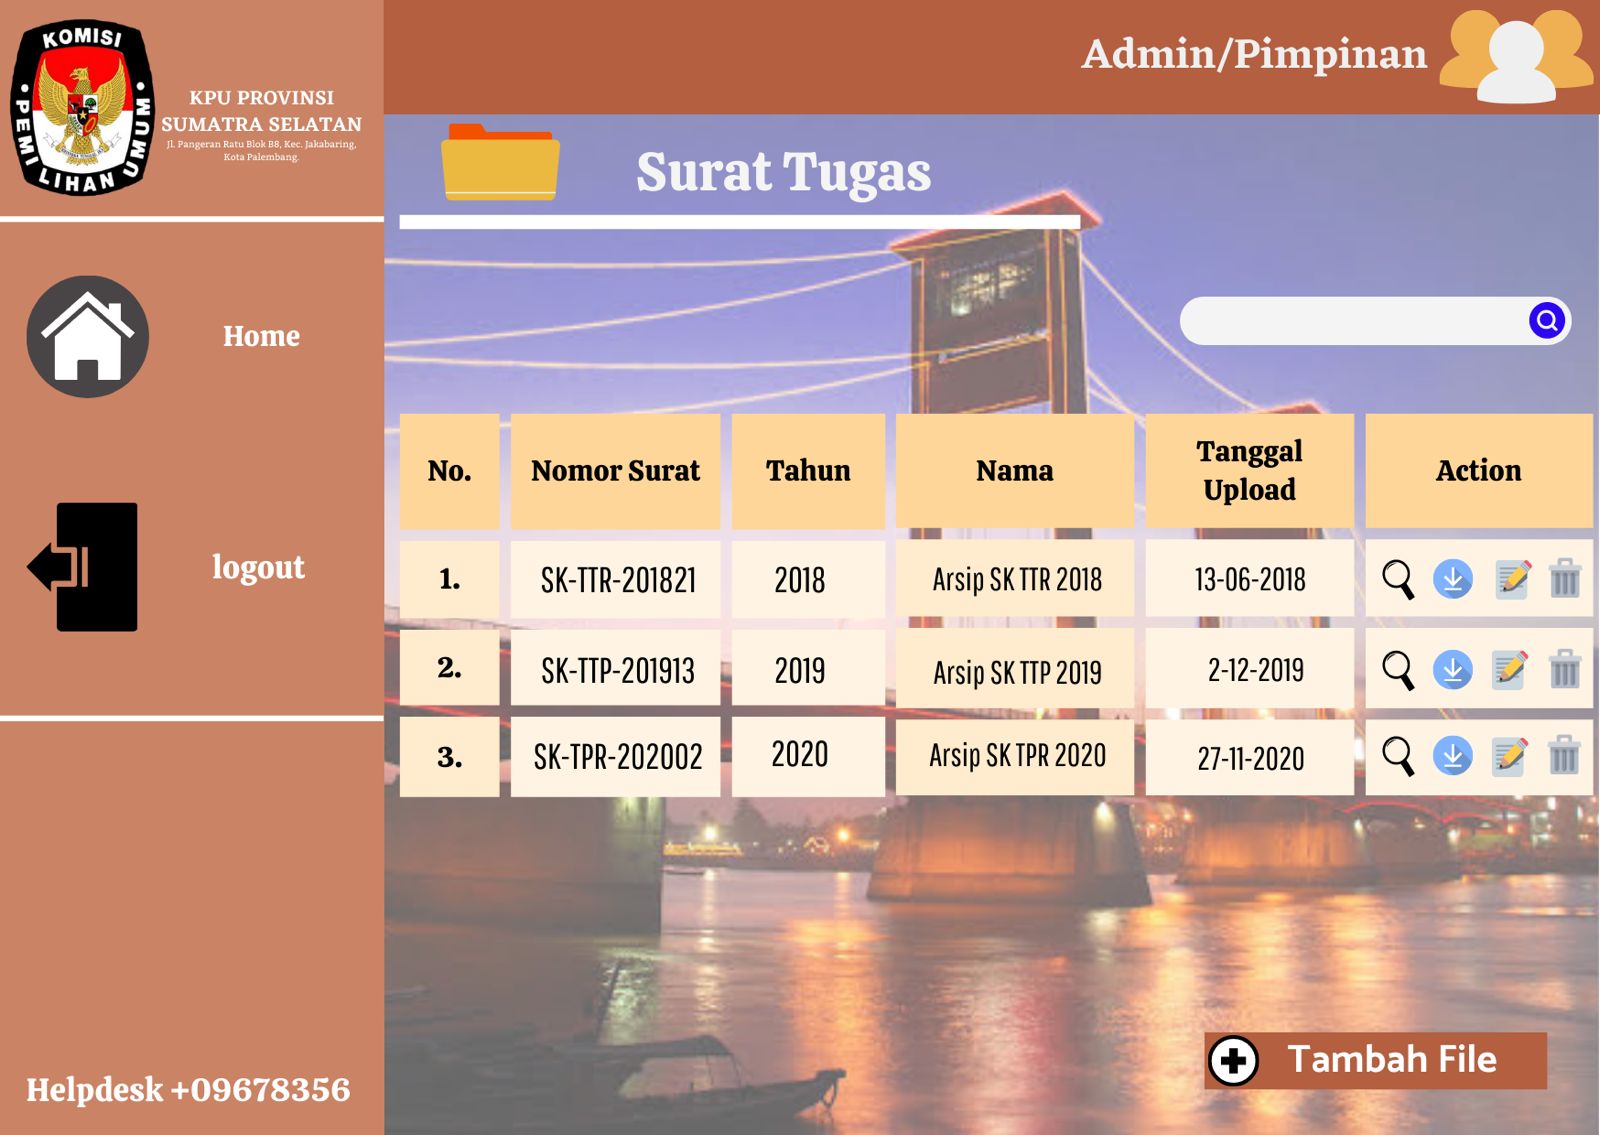 KOMISI
PEMI
LIHAN
UMUM
KPU PROVINSI
SUMATRA SELATAN
Jl. Pangeran Ratu Blok B8, Kec. Jakabaring,
Kota Palembang.
Admin/Pimpinan
Surat Tugas
Home
logout
No. Nomor Surat Tahun Nama Tanggal Upload Action
1. SK-TTR-201821 2018 Arsip SK TTR 2018 13-06-2018
2. SK-TTP-201913 2019 Arsip SK TTP 2019 2-12-2019
3. SK-TPR-202002 2020 Arsip SK TPR 2020 27-11-2020
Tambah File
Helpdesk +09678356